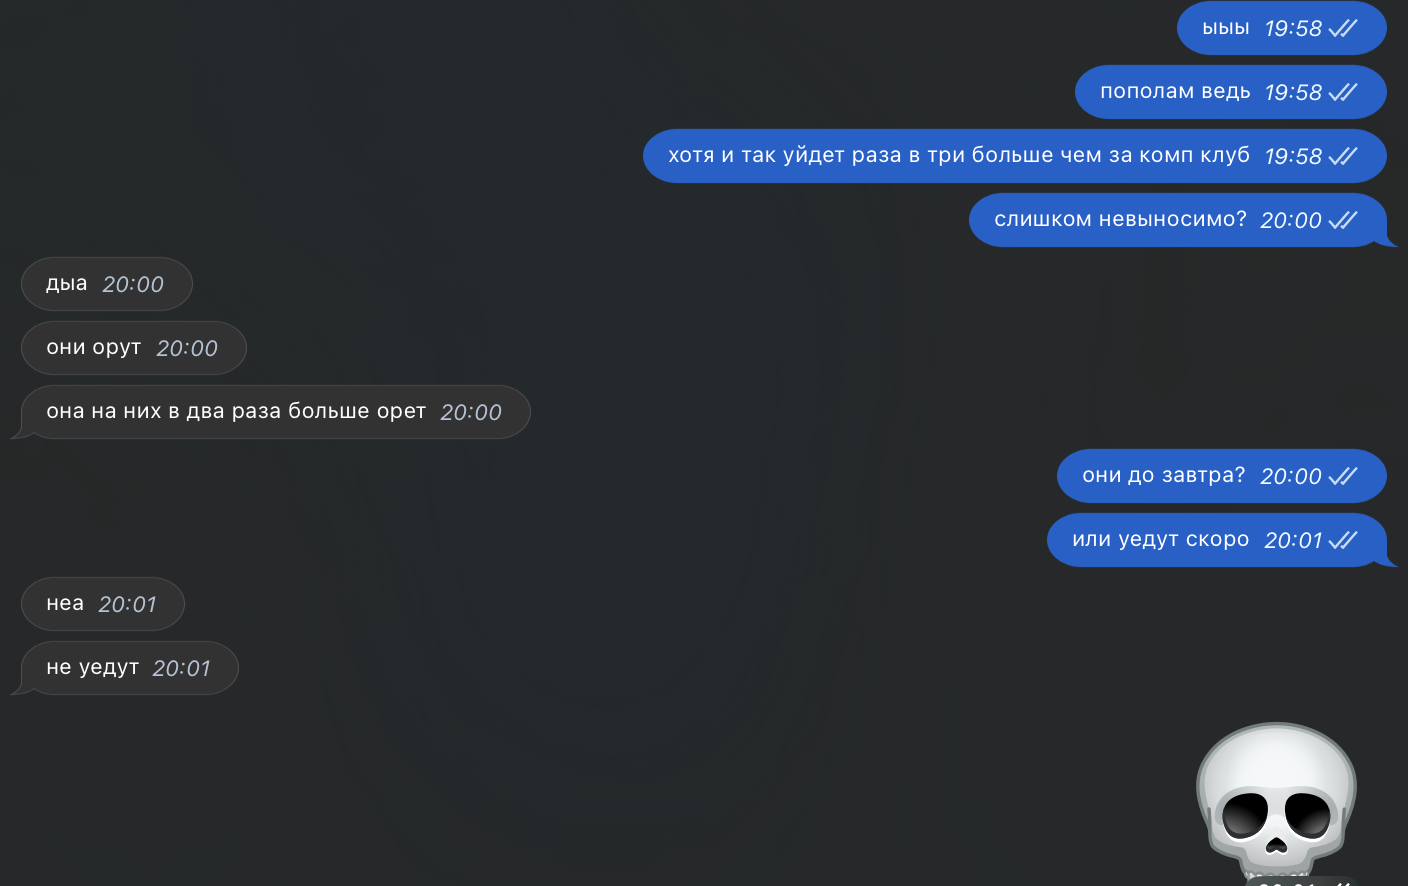 ыыы 19:58
пополам ведь 19:58
хотя и так уйдет раза в три больше чем за комп клуб 19:58
слишком невыносимо? 20:00
дыа 20:00
они орут 20:00
она на них в два раза больше орет 20:00
они до завтра? 20:00
или уедут скоро 20:01
неа 20:01
не уедут 20:01